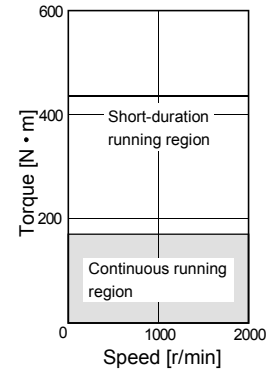 600
Torque [N • m]
400
Short-duration
running region
200
Continuous running
region
0
1000
2000
Speed [r/min]